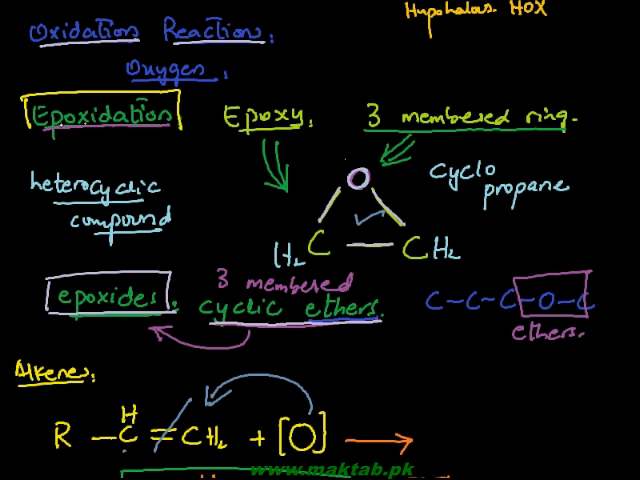 Hypohalous HOX
Oxidation Reaction.
Oxygen.
Epoxidation Epoxy. 3 membered ring.
heterocyclic
compound
Cyclo
propane
O
H₂C — CH₂
3 membered
epoxides. cyclic ethers.
C-C-C-O-C
ethers.
Alkenes.
H
R — C = CH₂ + [O]
www.maktab.pk